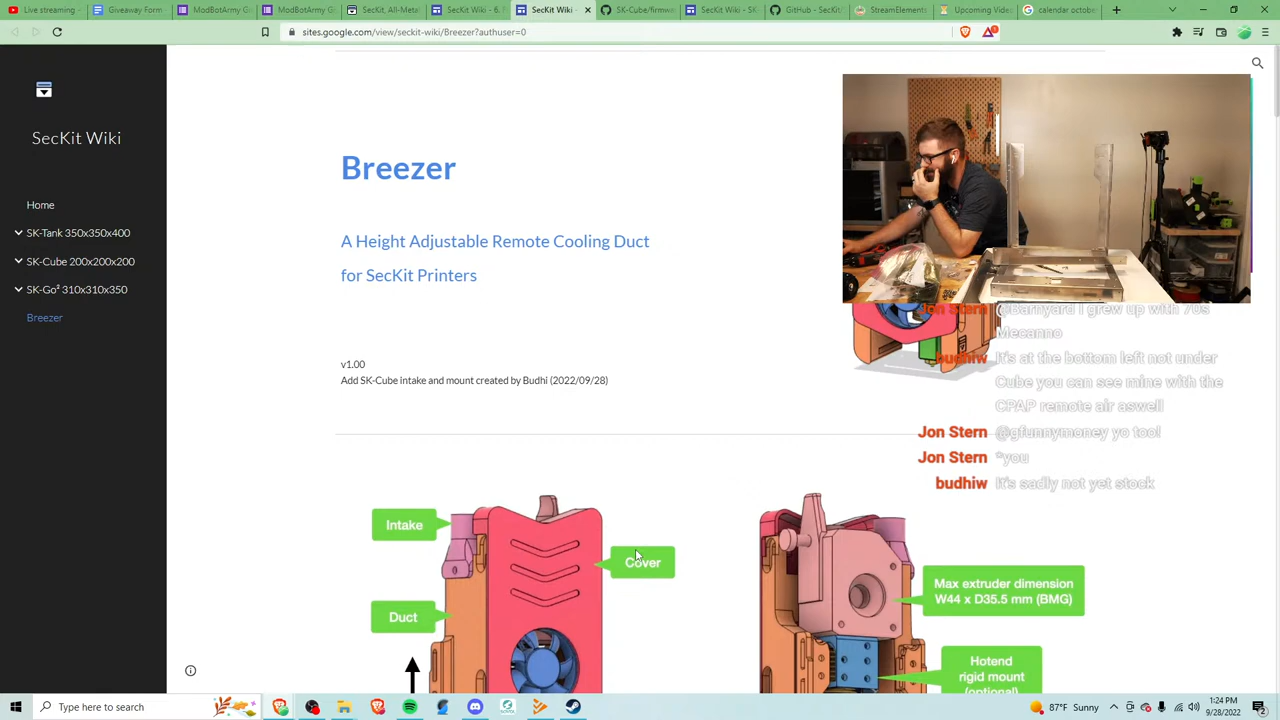 Live streaming
Giveaway Form
ModBotArmy G
ModBotArmy G
SecKit, All-Metal
SecKit Wiki - 6.
SecKit Wiki -
SK-Cube/firmwa
SecKit Wiki -
GitHub - SecKit/
StreamElements
Upcoming Video
calendar octobe
sites.google.com/view/seckit-wiki/Breezer?authuser=0
SecKit Wiki
Home
SK-Tank 350x350x400
SK-Cube 200x200x200
SK-Go² 310x310x350
Breezer
Breezer
A Height Adjustable Remote Cooling Duct
for SecKit Printers
v1.00
Add SK-Cube intake and mount created by Budhi (2022/09/28)
Jon Stern @Barnyard I grew up with 70s
Mecanno
budhiw It's at the bottom left not under
Cube you can see mine with the
CPAP remote air aswell
Jon Stern @gfunnymoney yo too!
Jon Stern *you
budhiw It's sadly not yet stock
Intake
Cover
Duct
Max extruder dimension
W44 x D35.5 mm (BMG)
Hotend
rigid mount
(optional)
Type here to search
87°F Sunny
1:24 PM
9/28/2022